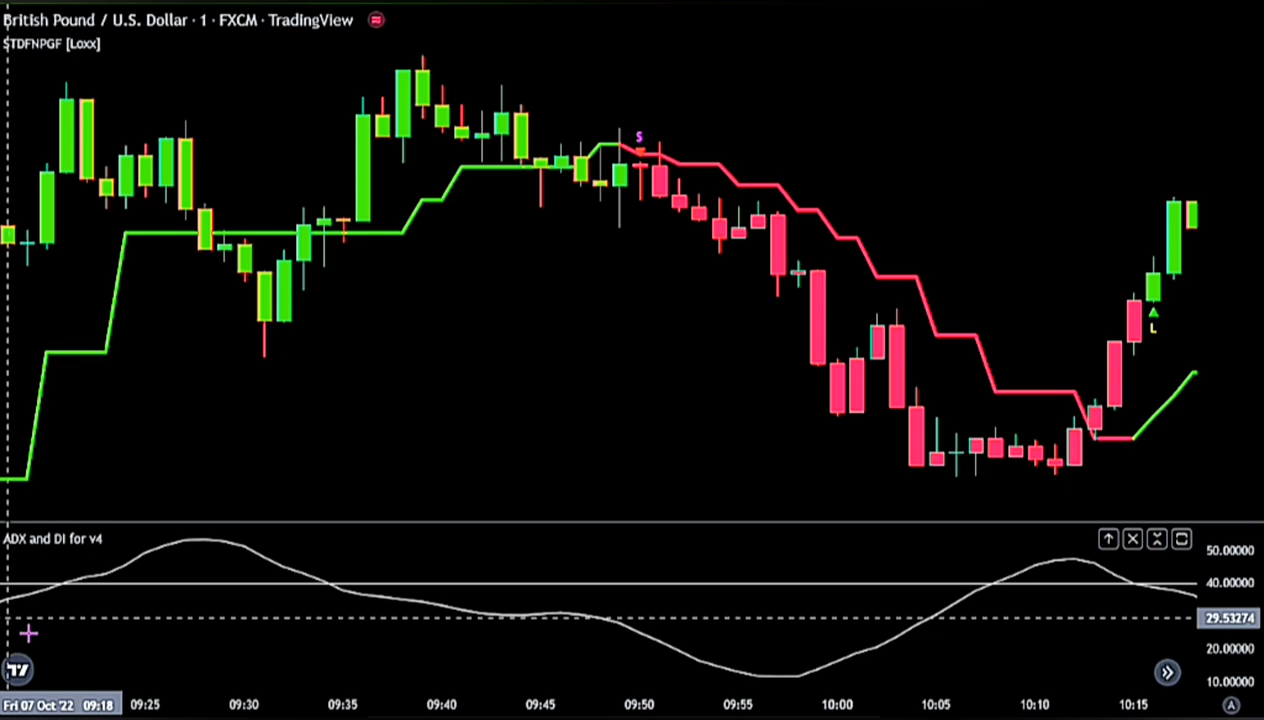 British Pound / U.S. Dollar · 1 · FXCM · TradingView
STDFNPGF [Loxx]
S
L
ADX and DI for v4
50.00000
40.00000
29.53274
20.00000
10.00000
Fri 07 Oct '22 09:18 09:25 09:30 09:35 09:40 09:45 09:50 09:55 10:00 10:05 10:10 10:15 A